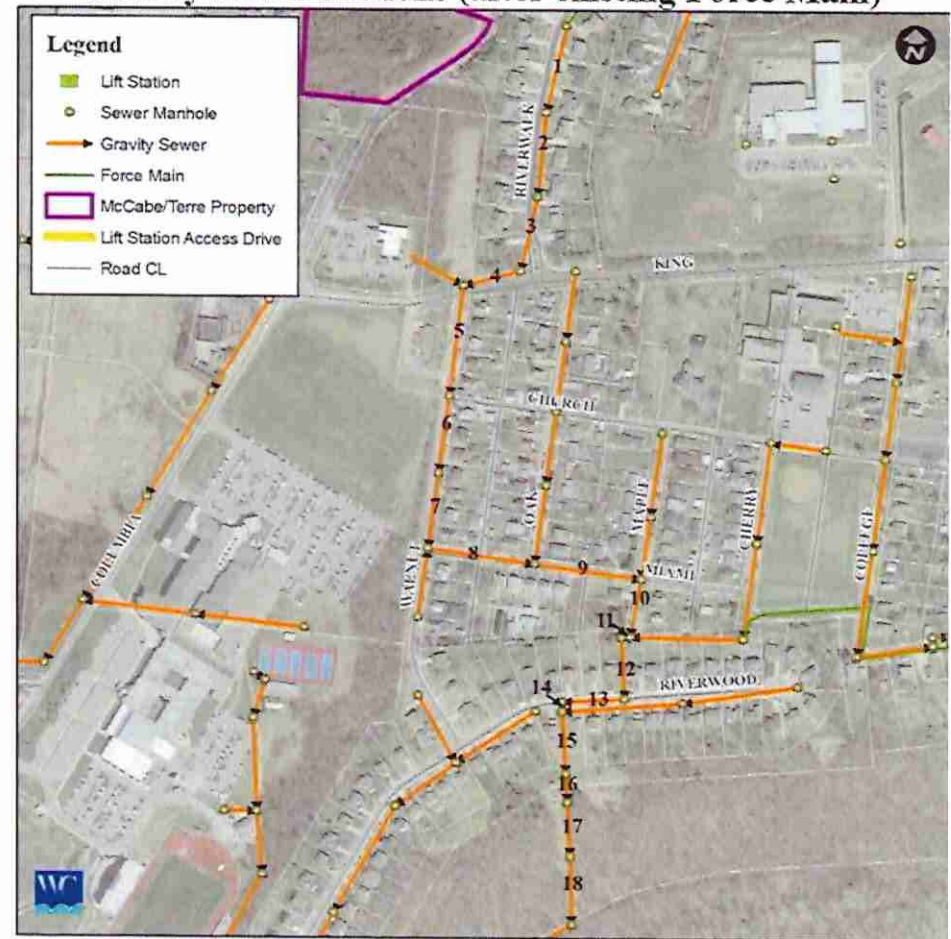 Legend
Lift Station
Sewer Manhole
Gravity Sewer
Force Main
McCabe/Terre Property
Lift Station Access Drive
Road CL
N
1
2
RIVERWALK
3
KING
4
5
CHURCH
6
7
OAK
MAPLE
CHERRY
COLLEGE
COLUMBIA
WALNUT
8
9
MIAMI
10
11
12
RIVERWOOD
14
13
15
16
17
18
WC